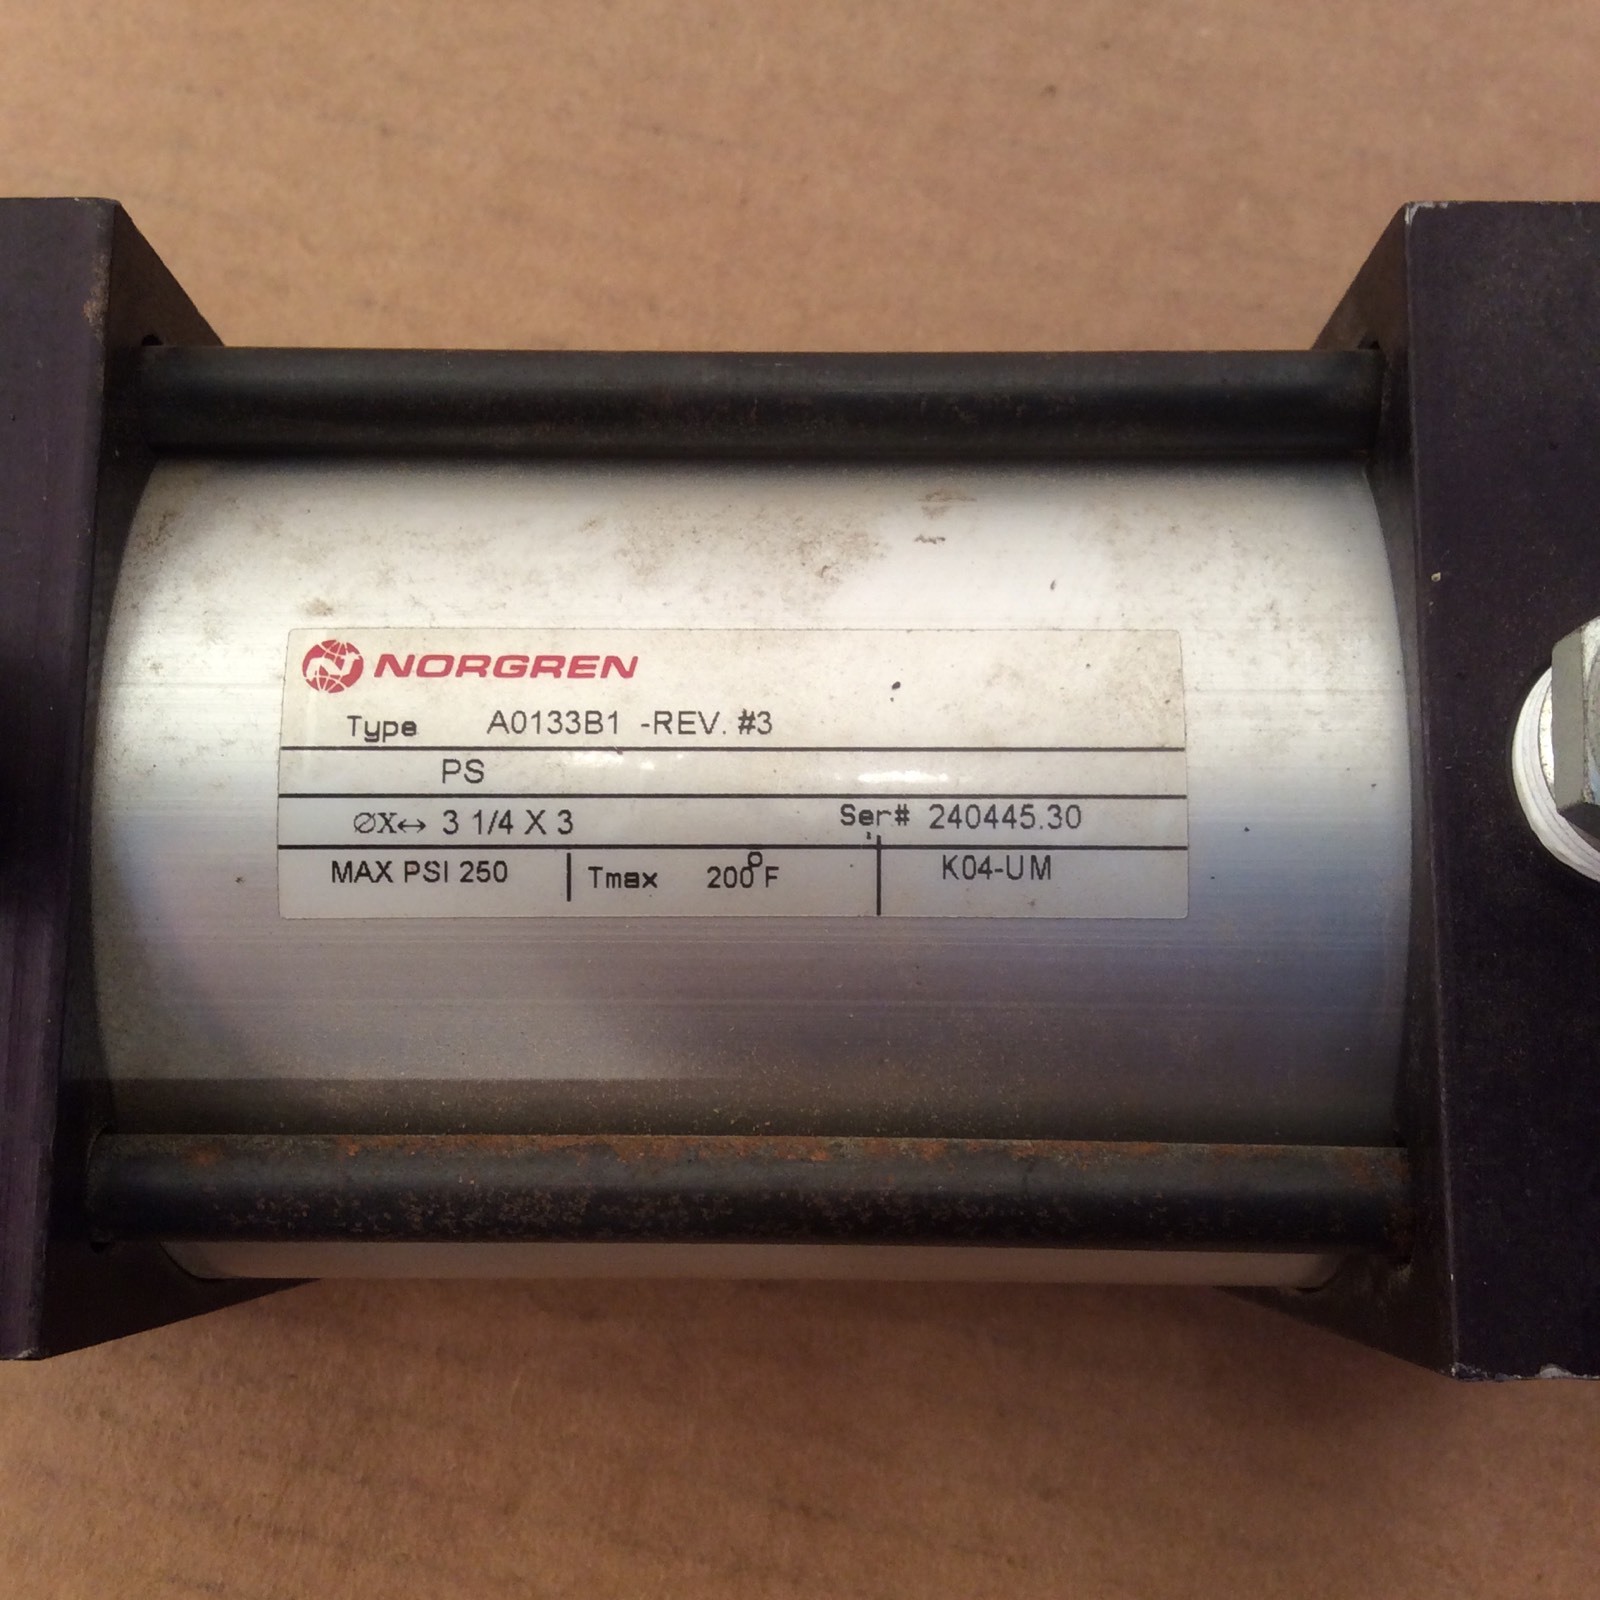 NORGREN
Type A0133B1 -REV. #3
PS
⌀X↔ 3 1/4 X 3 Ser# 240445.30
MAX PSI 250 Tmax 200°F K04-UM